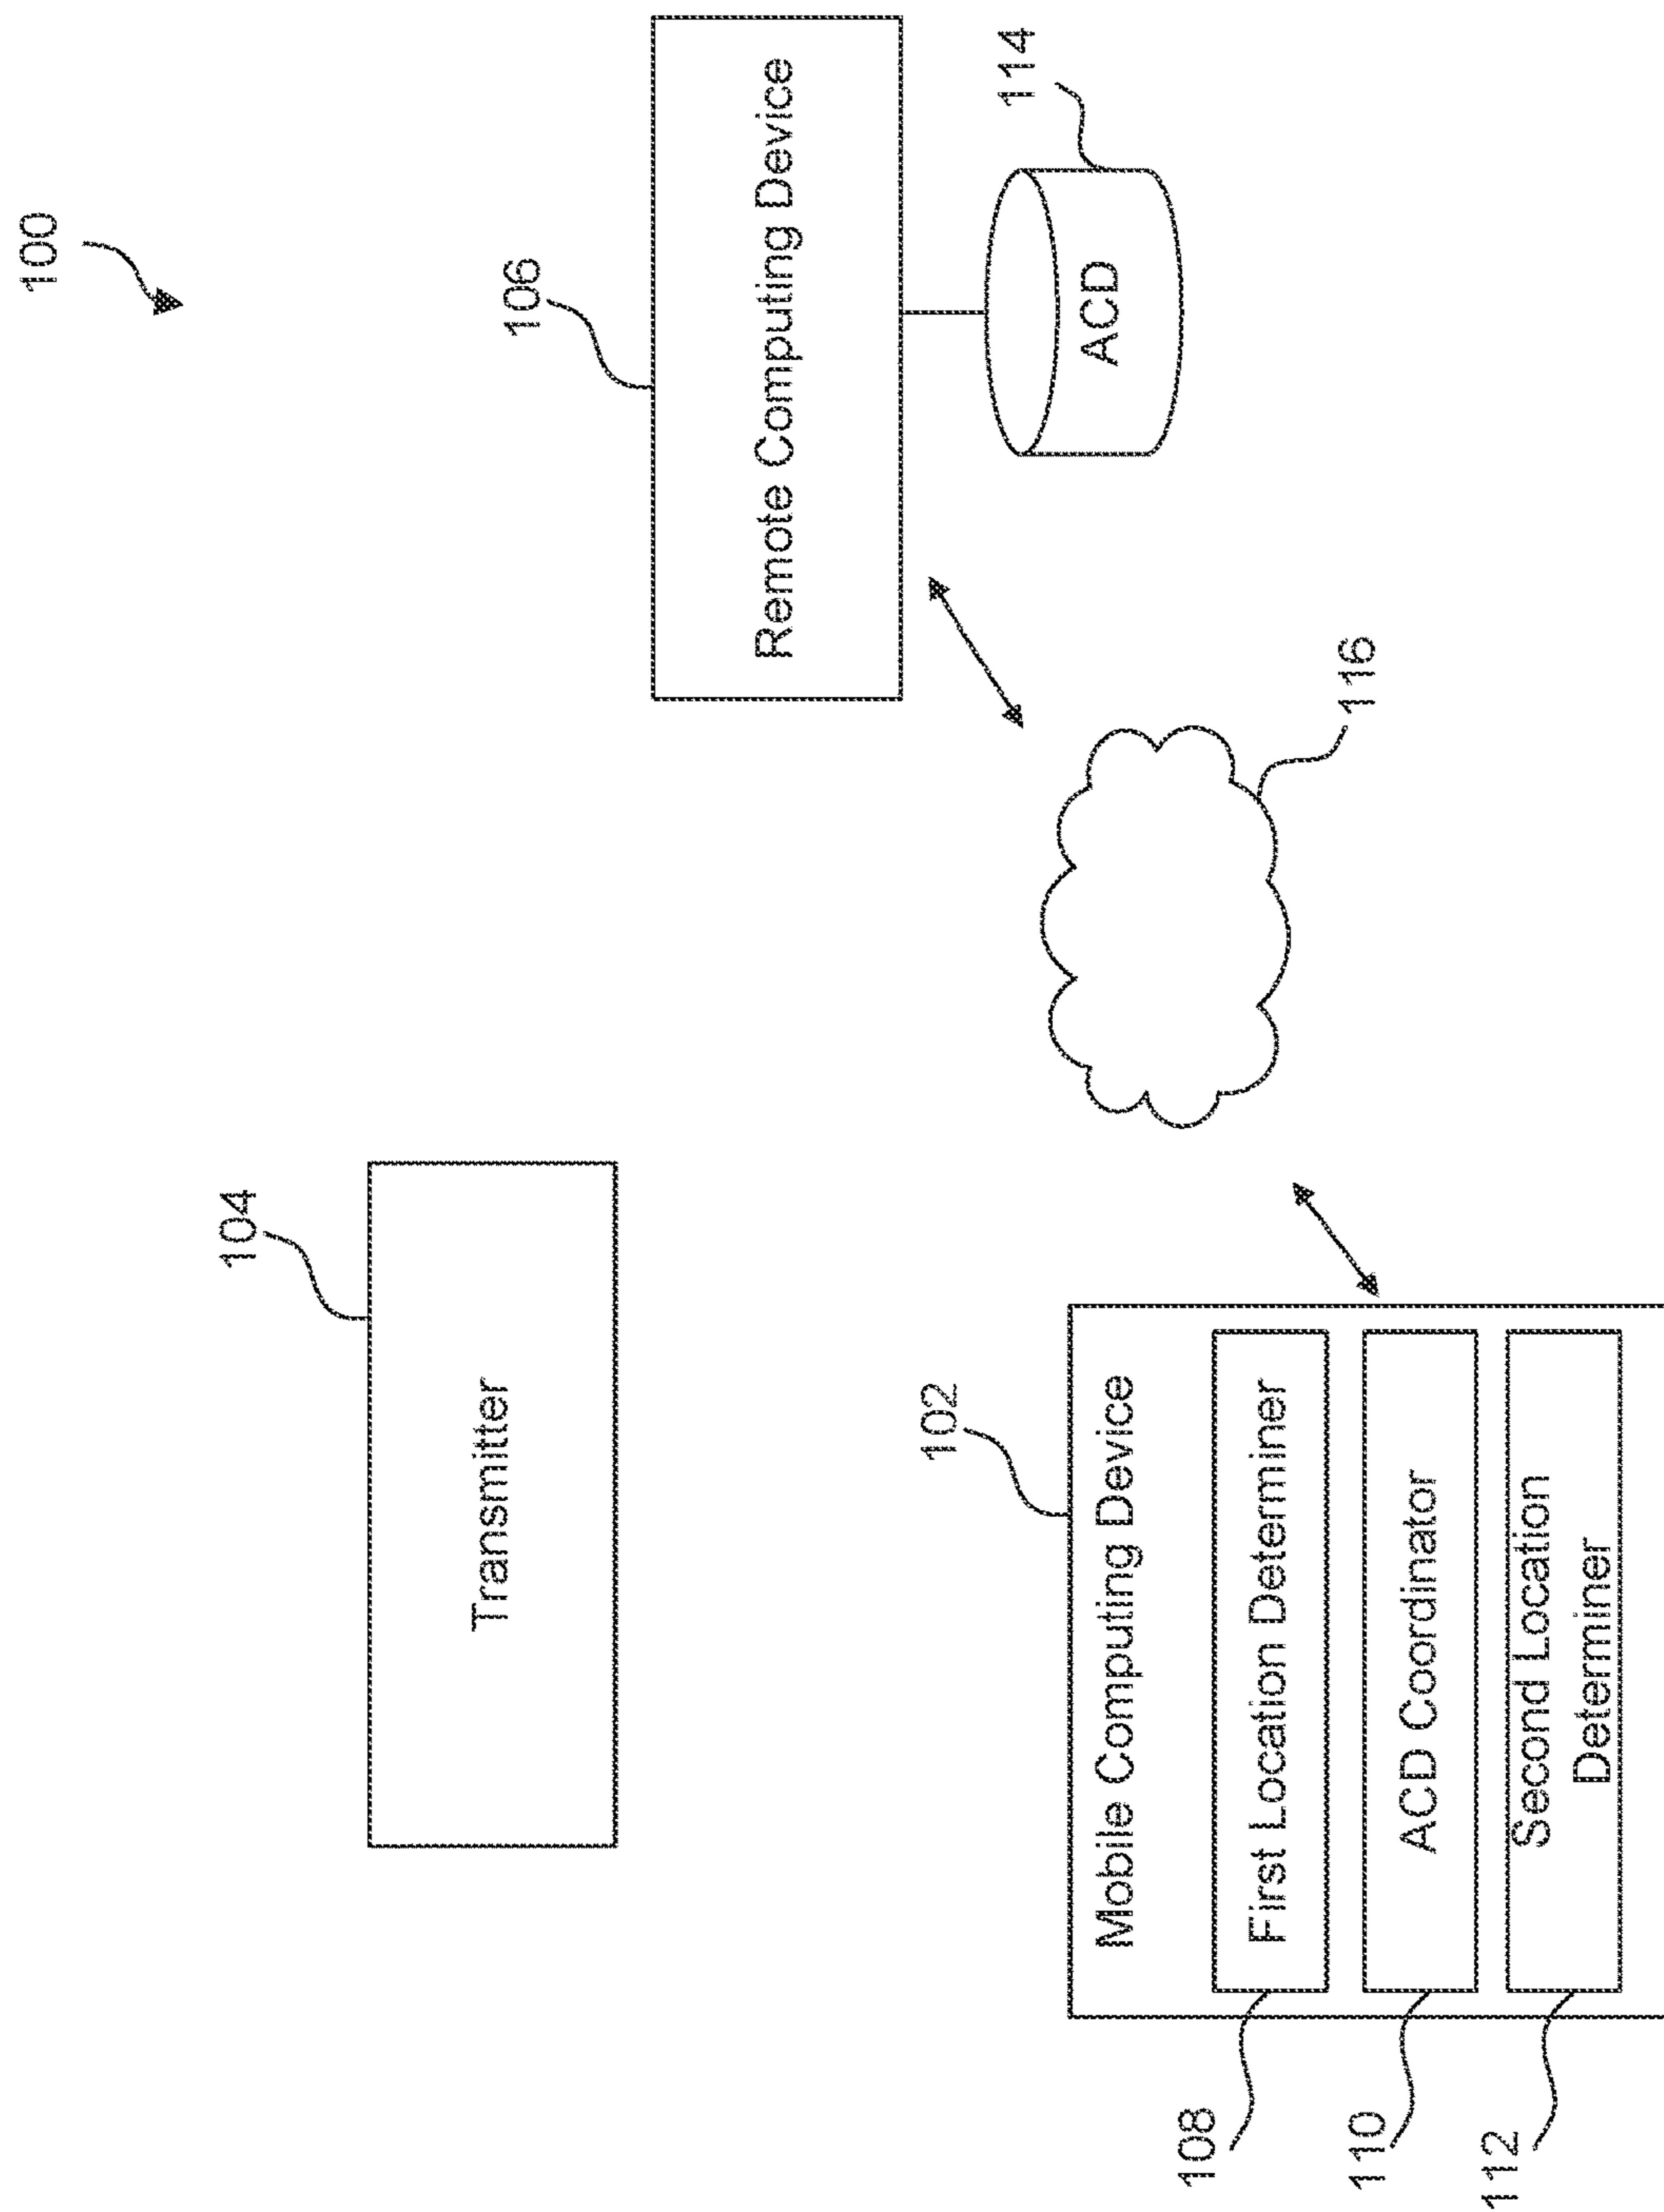 100
104
Transmitter
106
Remote Computing Device
ACD
114
102
Mobile Computing Device
First Location Determiner
ACD Coordinator
Second Location
Determiner
108
110
112
116